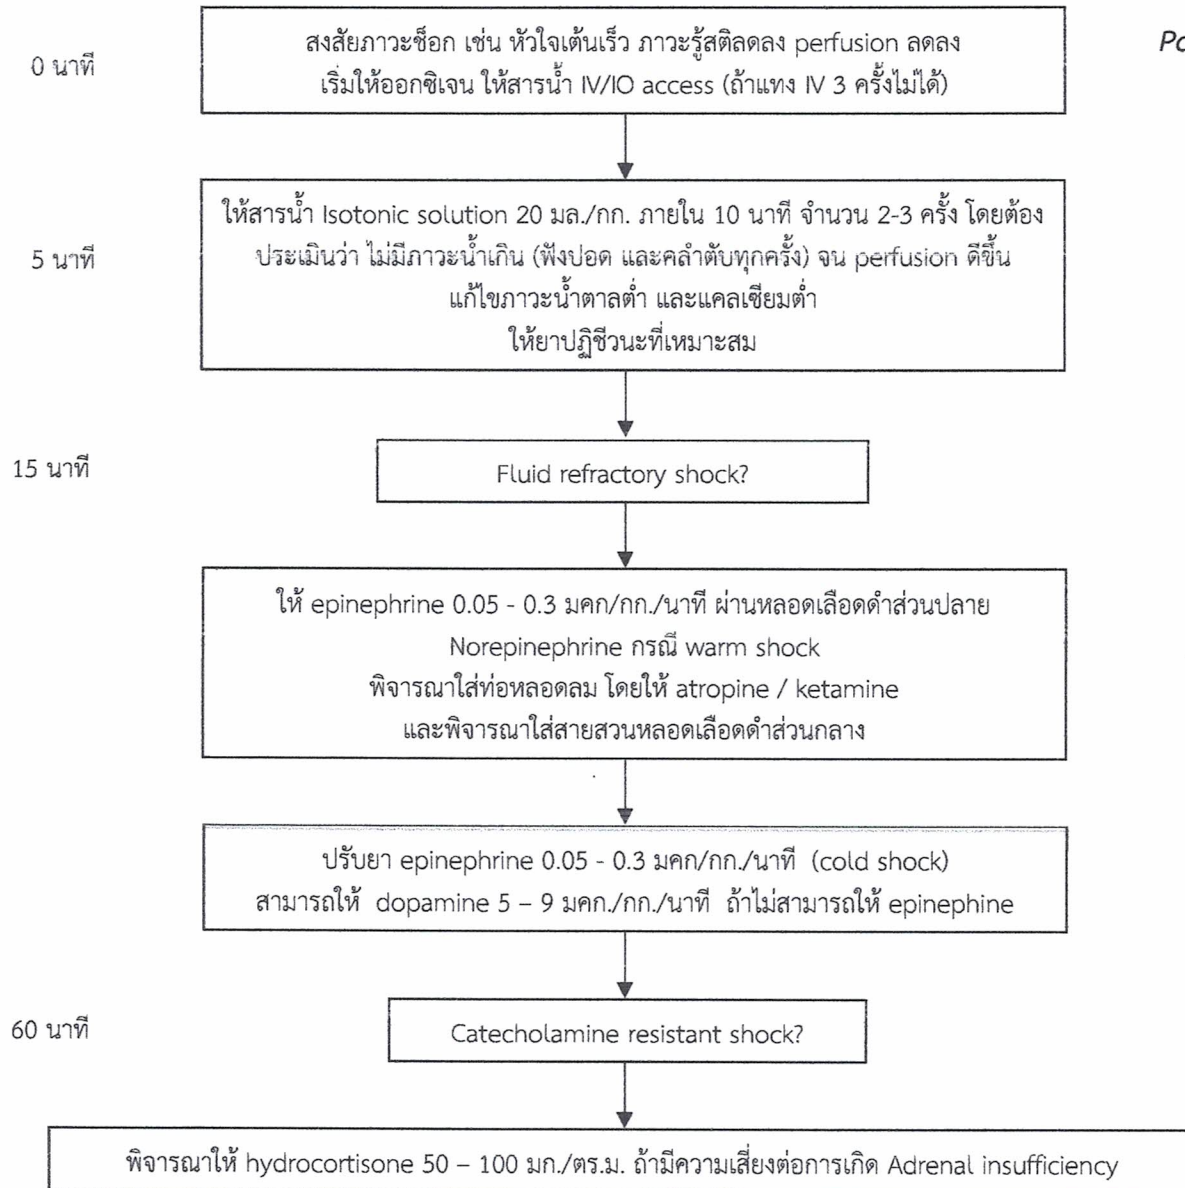 0 นาที
สงสัยภาวะช็อก เช่น หัวใจเต้นเร็ว ภาวะรู้สติลดลง perfusion ลดลง
เริ่มให้ออกซิเจน ให้สารน้ำ IV/IO access (ถ้าแทง IV 3 ครั้งไม่ได้)
5 นาที
ให้สารน้ำ Isotonic solution 20 มล./กก. ภายใน 10 นาที จำนวน 2-3 ครั้ง โดยต้อง
ประเมินว่า ไม่มีภาวะน้ำเกิน (ฟังปอด และคลำตับทุกครั้ง) จน perfusion ดีขึ้น
แก้ไขภาวะน้ำตาลต่ำ และแคลเซียมต่ำ
ให้ยาปฏิชีวนะที่เหมาะสม
15 นาที
Fluid refractory shock?
ให้ epinephrine 0.05 - 0.3 มคก/กก./นาที ผ่านหลอดเลือดดำส่วนปลาย
Norepinephrine กรณี warm shock
พิจารณาใส่ท่อหลอดลม โดยให้ atropine / ketamine
และพิจารณาใส่สายสวนหลอดเลือดดำส่วนกลาง
ปรับยา epinephrine 0.05 - 0.3 มคก/กก./นาที (cold shock)
สามารถให้ dopamine 5 – 9 มคก./กก./นาที ถ้าไม่สามารถให้ epinephine
60 นาที
Catecholamine resistant shock?
พิจารณาให้ hydrocortisone 50 – 100 มก./ตร.ม. ถ้ามีความเสี่ยงต่อการเกิด Adrenal insufficiency